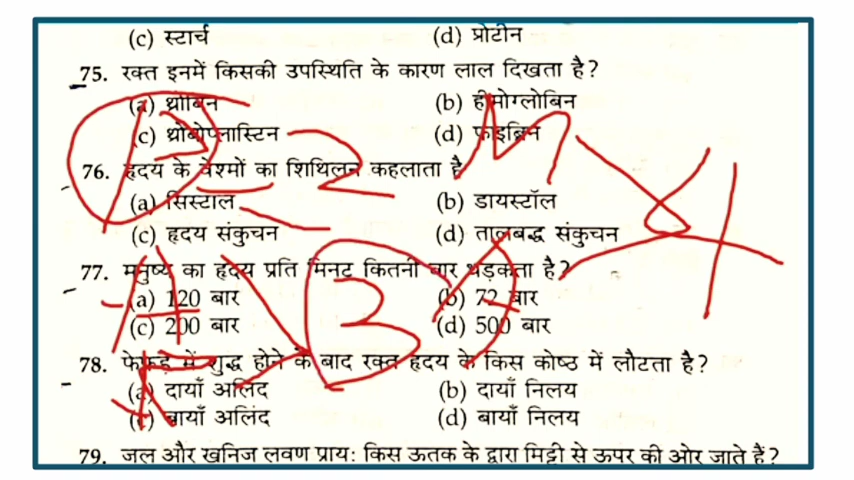 (c) स्टार्च (d) प्रोटीन
75. रक्त इनमें किसकी उपस्थिति के कारण लाल दिखता है?
(a) थ्रोंबिन (b) हीमोग्लोबिन
(c) थ्रोंबोप्लास्टिन (d) फाइब्रिन
76. हृदय के वेश्मों का शिथिलन कहलाता है
(a) सिस्टाल (b) डायस्टॉल
(c) हृदय संकुचन (d) तालबद्ध संकुचन
77. मनुष्य का हृदय प्रति मिनट कितनी बार धड़कता है?
(a) 120 बार (b) 72 बार
(c) 200 बार (d) 500 बार
78. फेफड़े में शुद्ध होने के बाद रक्त हृदय के किस कोष्ठ में लौटता है?
(a) दायाँ अलिंद (b) दायाँ निलय
(c) बायाँ अलिंद (d) बायाँ निलय
79. जल और खनिज लवण प्राय: किस ऊतक के द्वारा मिट्टी से ऊपर की ओर जाते हैं?